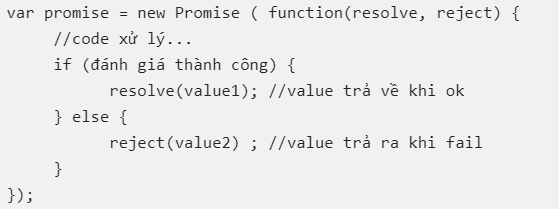 var promise = new Promise ( function(resolve, reject) {
     //code xử lý...
     if (đánh giá thành công) {
          resolve(value1); //value trả về khi ok
     } else {
          reject(value2) ; //value trả ra khi fail
     }
});